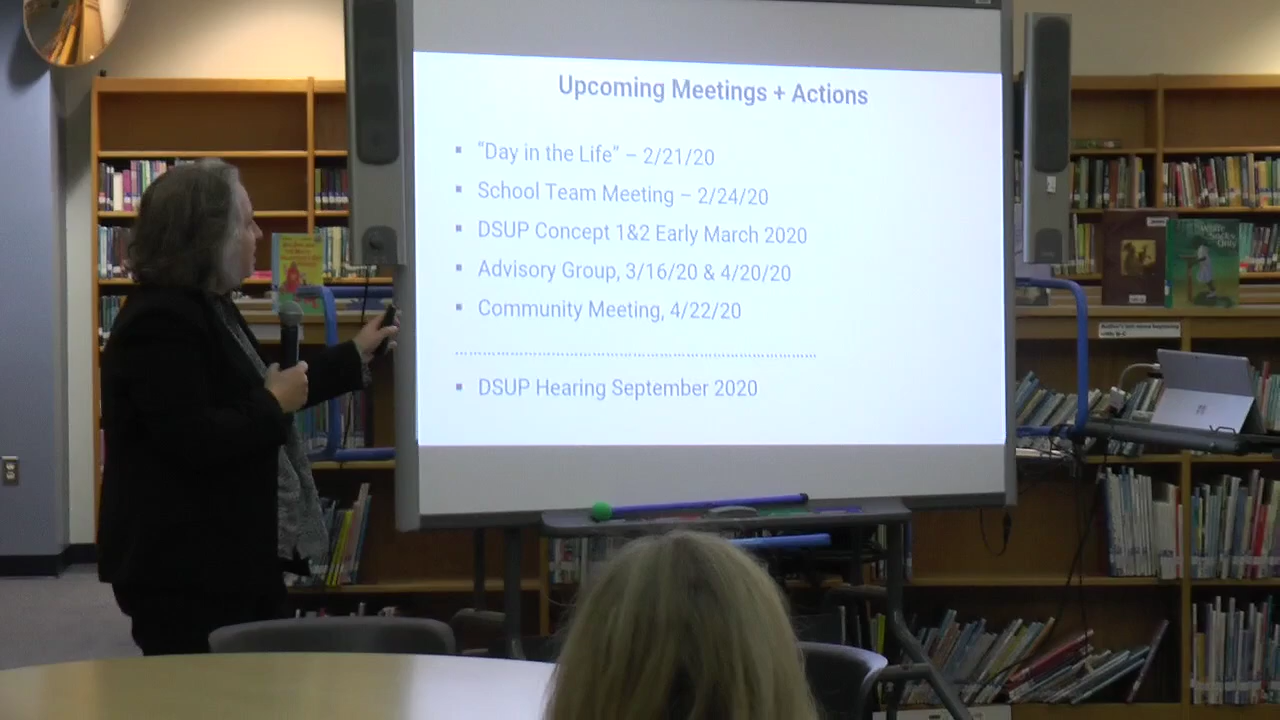 Upcoming Meetings + Actions
▪ “Day in the Life” – 2/21/20
▪ School Team Meeting – 2/24/20
▪ DSUP Concept 1&2 Early March 2020
▪ Advisory Group, 3/16/20 & 4/20/20
▪ Community Meeting, 4/22/20
▪ DSUP Hearing September 2020